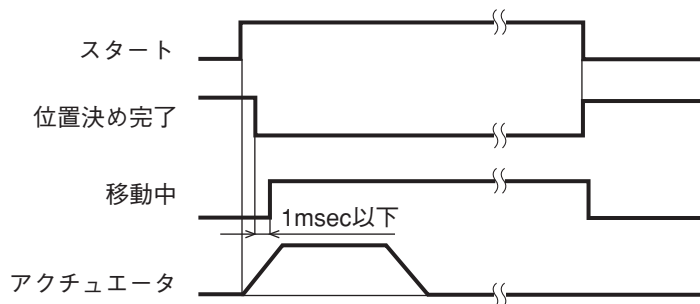 スタート
位置決め完了
移動中
1msec以下
アクチュエータ